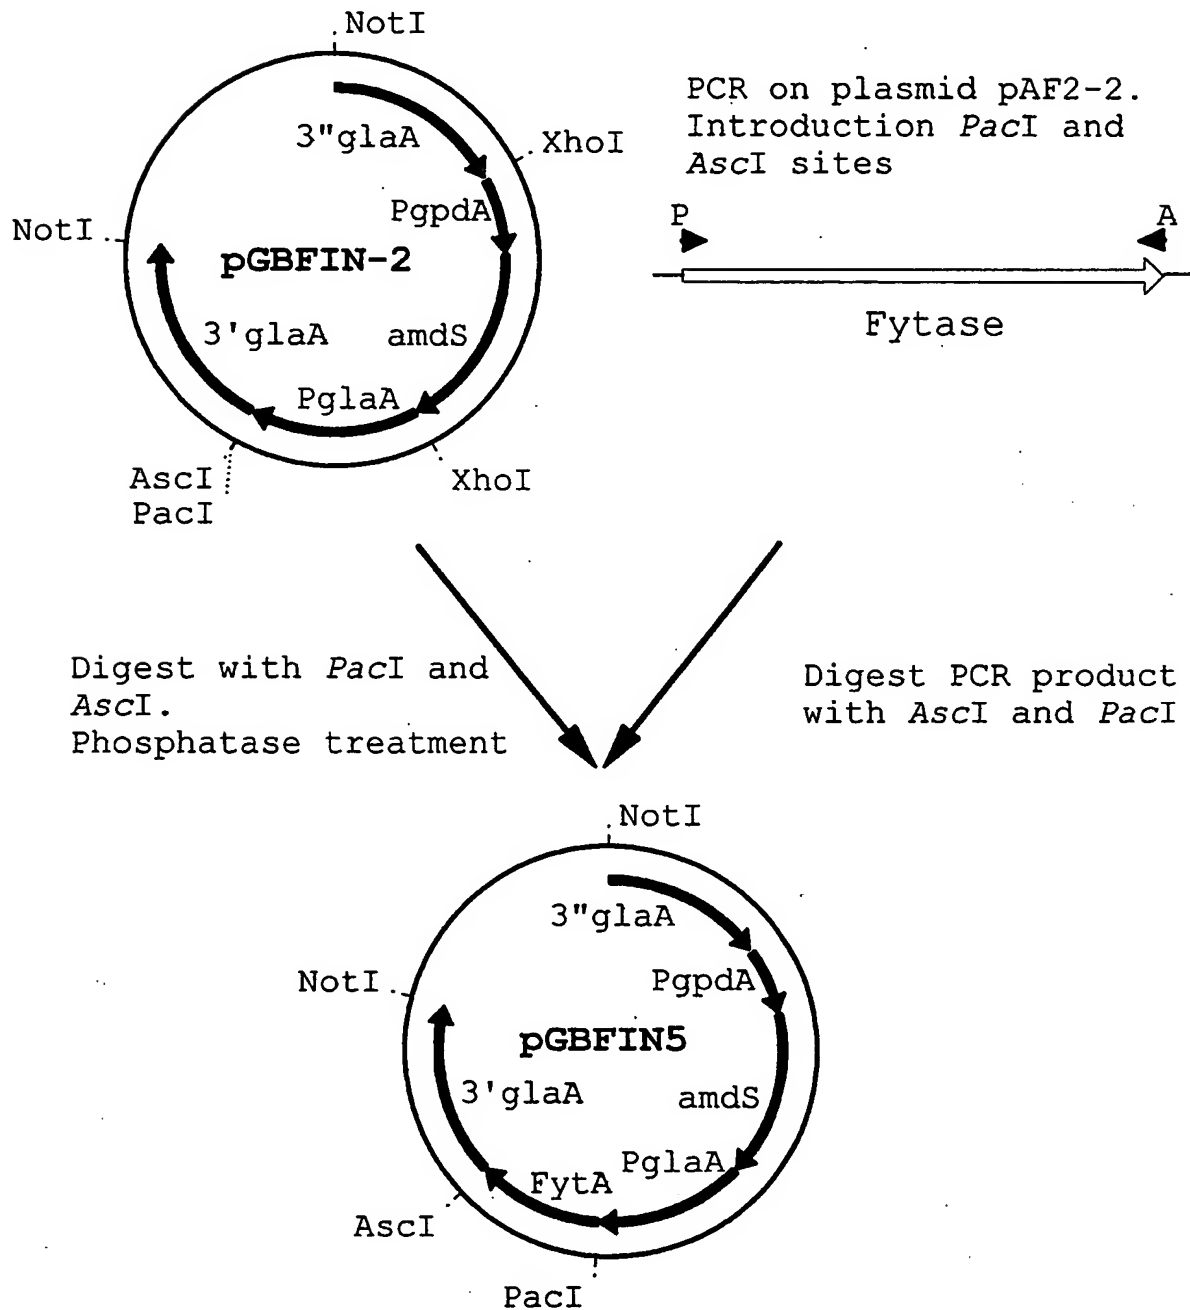 NotI
3"glaA
XhoI
PgpdA
NotI
pGBFIN-2
3'glaA
amdS
PglaA
AscI
PacI
XhoI
PCR on plasmid pAF2-2.
Introduction PacI and
AscI sites
P
A
Fytase
Digest with PacI and
AscI.
Phosphatase treatment
Digest PCR product
with AscI and PacI
NotI
3"glaA
PgpdA
NotI
pGBFIN5
3'glaA
amdS
PglaA
FytA
AscI
PacI